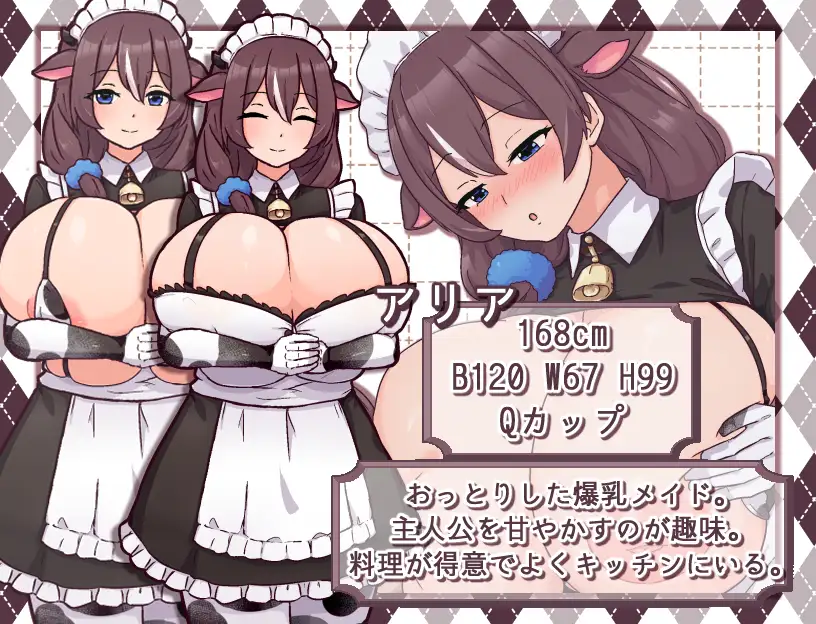 アリア
168cm
B120 W67 H99
Qカップ
おっとりした爆乳メイド。
主人公を甘やかすのが趣味。
料理が得意でよくキッチンにいる。